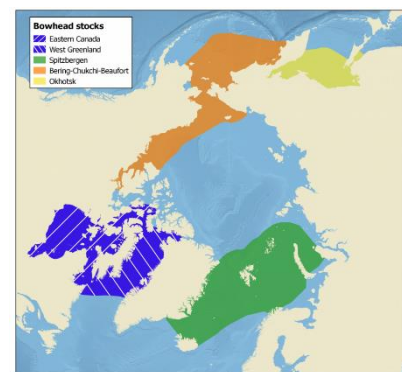 Bowhead stocks
Eastern Canada
West Greenland
Spitzbergen
Bering-Chukchi-Beaufort
Okhotsk